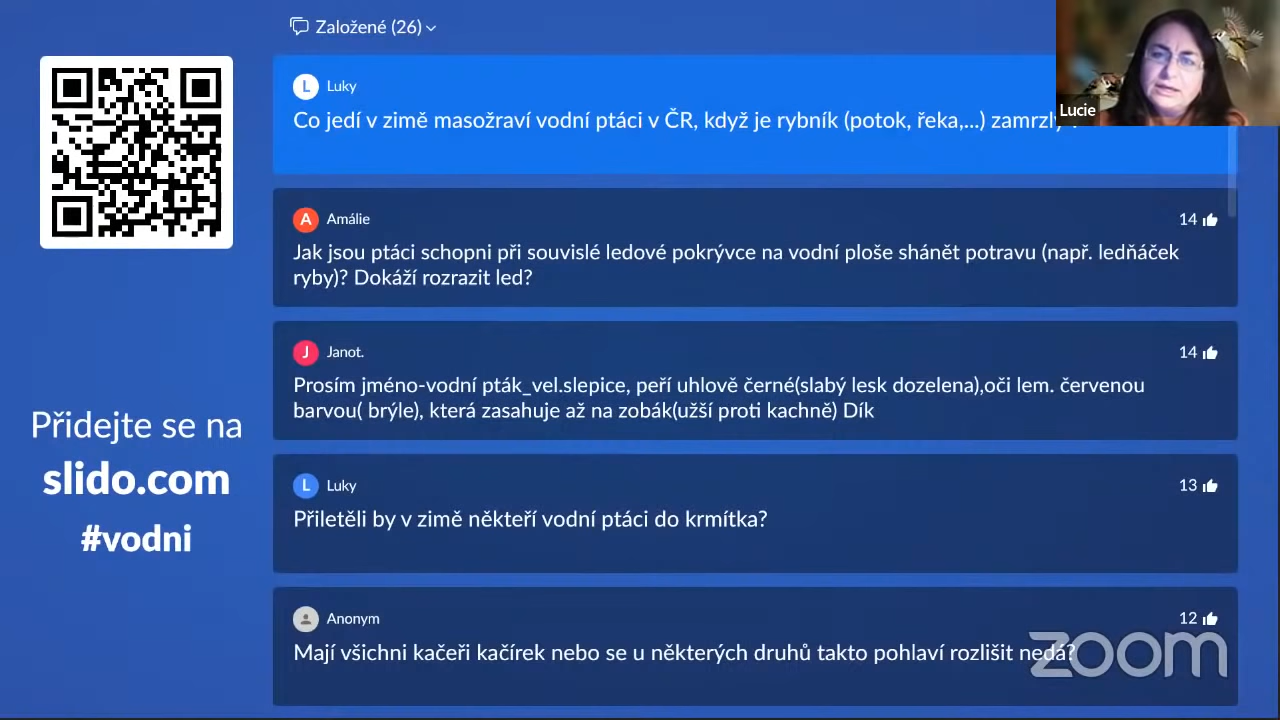 Založené (26)
L Luky
Co jedí v zimě masožraví vodní ptáci v ČR, když je rybník (potok, řeka,...) zamrzlý
Lucie
A Amálie
14
Jak jsou ptáci schopni při souvislé ledové pokrývce na vodní ploše shánět potravu (např. ledňáček
ryby)? Dokáží rozrazit led?
J Janot.
14
Prosím jméno-vodní pták_vel.slepice, peří uhlově černé(slabý lesk dozelena),oči lem. červenou
barvou( brýle), která zasahuje až na zobák(užší proti kachně) Dík
L Luky
13
Přiletěli by v zimě někteří vodní ptáci do krmítka?
Anonym
12
Mají všichni kačeři kačírek nebo se u některých druhů takto pohlaví rozlišit nedá?
Přidejte se na
slido.com
#vodni
zoom